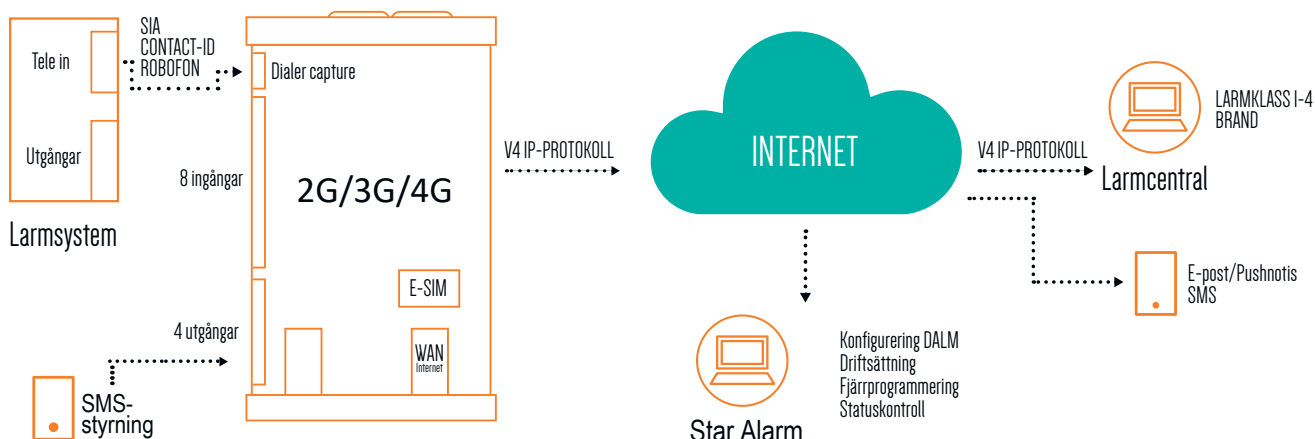 SIA
CONTACT-ID
ROBOFON
Tele in
Utgångar
Larmsystem
Dialer capture
8 ingångar
2G/3G/4G
E-SIM
4 utgångar
WAN
Internet
SMS-
styrning
V4 IP-PROTOKOLL
INTERNET
V4 IP-PROTOKOLL
LARMKLASS 1-4
BRAND
Larmcentral
E-post/Pushnotis
SMS
Konfigurering DALM
Driftsättning
Fjärrprogrammering
Statuskontroll
Star Alarm